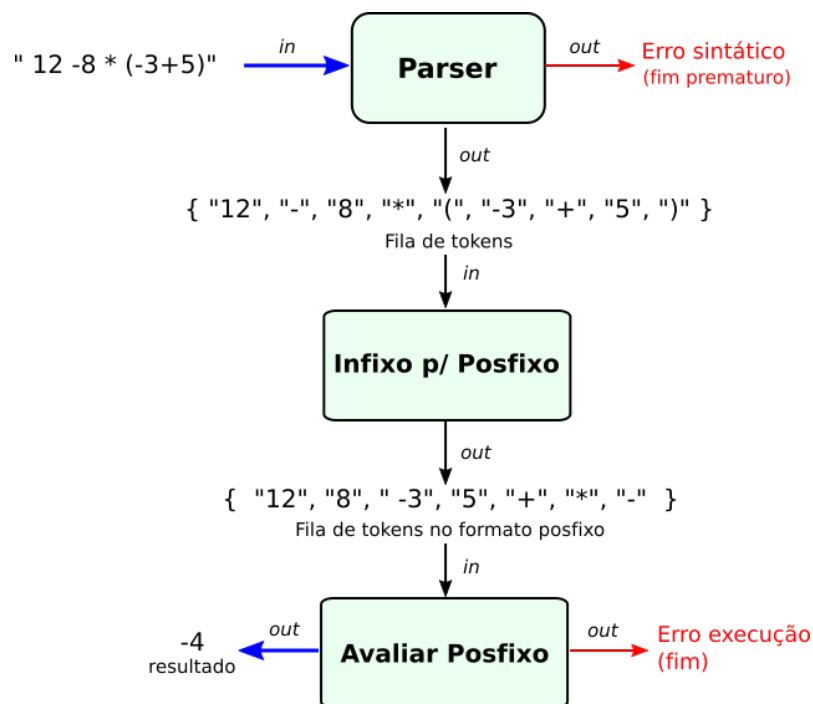 " 12 -8 * (-3+5)"
in
Parser
out
Erro sintático
(fim prematuro)
out
{ "12", "-", "8", "*", "(", "-3", "+", "5", ")" }
Fila de tokens
in
Infixo p/ Posfixo
out
{  "12", "8", " -3", "5", "+", "*", "-"  }
Fila de tokens no formato posfixo
in
-4
resultado
out
Avaliar Posfixo
out
Erro execução
(fim)